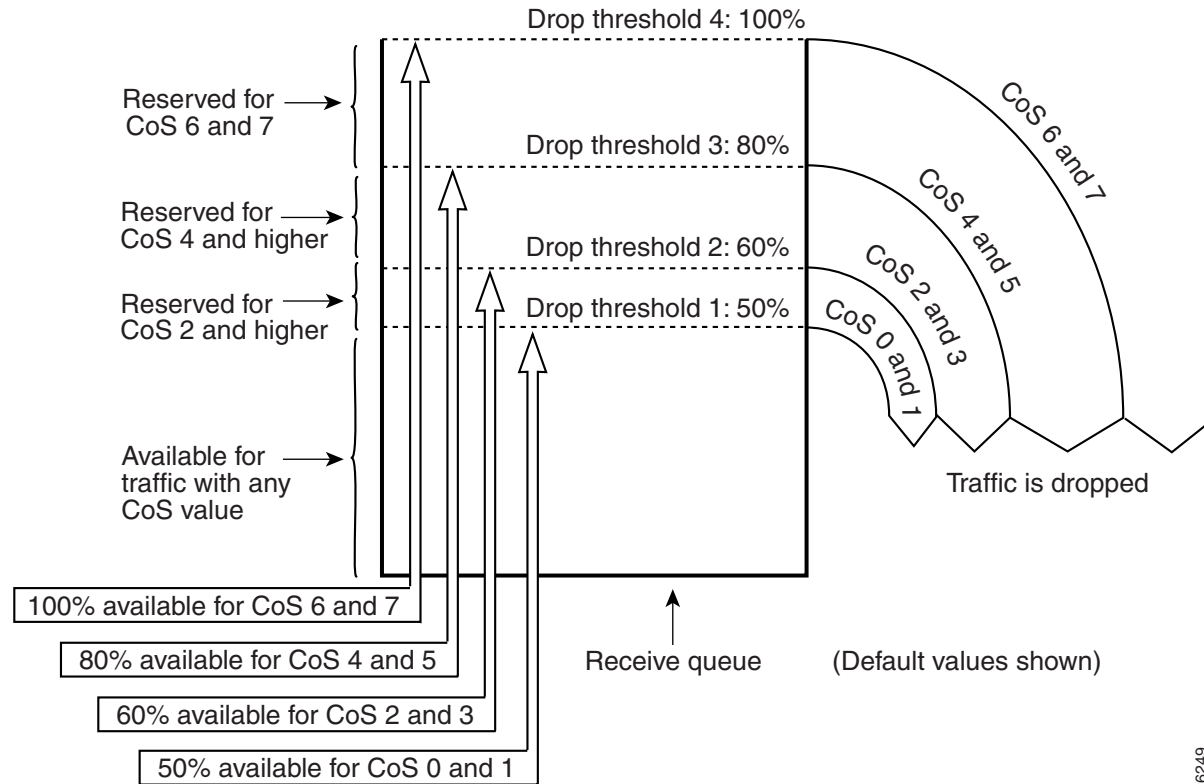 Drop threshold 4: 100%
Reserved for
CoS 6 and 7
CoS 6 and 7
Drop threshold 3: 80%
Reserved for
CoS 4 and higher
CoS 4 and 5
Drop threshold 2: 60%
Reserved for
CoS 2 and higher
CoS 2 and 3
Drop threshold 1: 50%
CoS 0 and 1
Available for
traffic with any
CoS value
Traffic is dropped
100% available for CoS 6 and 7
80% available for CoS 4 and 5
Receive queue
(Default values shown)
60% available for CoS 2 and 3
50% available for CoS 0 and 1
6249